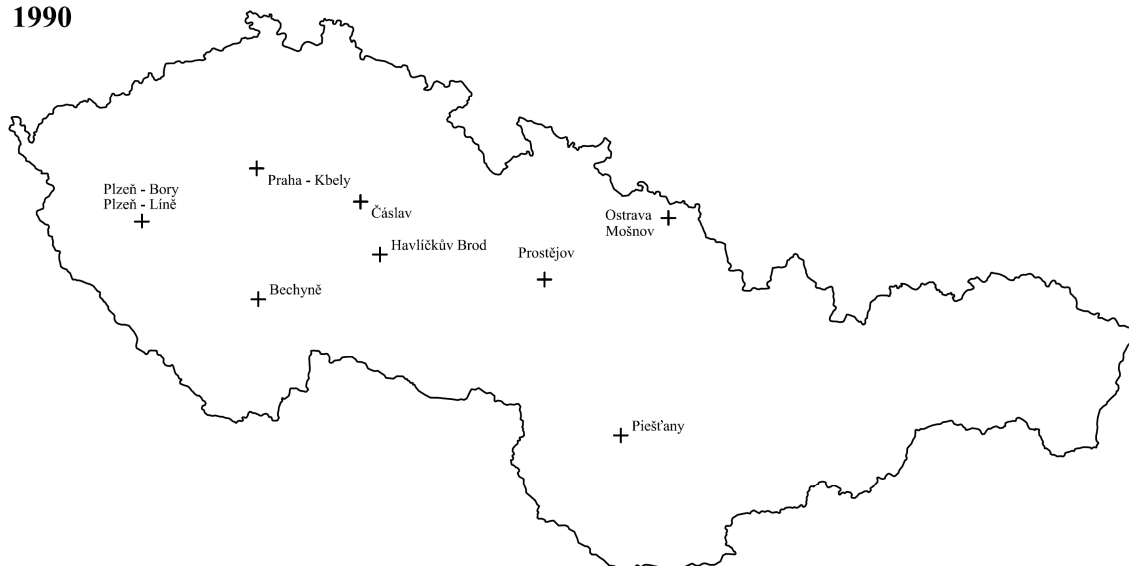 1990
Praha - Kbely
Plzeň - Bory
Plzeň - Líně
Čáslav
Ostrava
Mošnov
Havlíčkův Brod
Prostějov
Bechyně
Piešťany